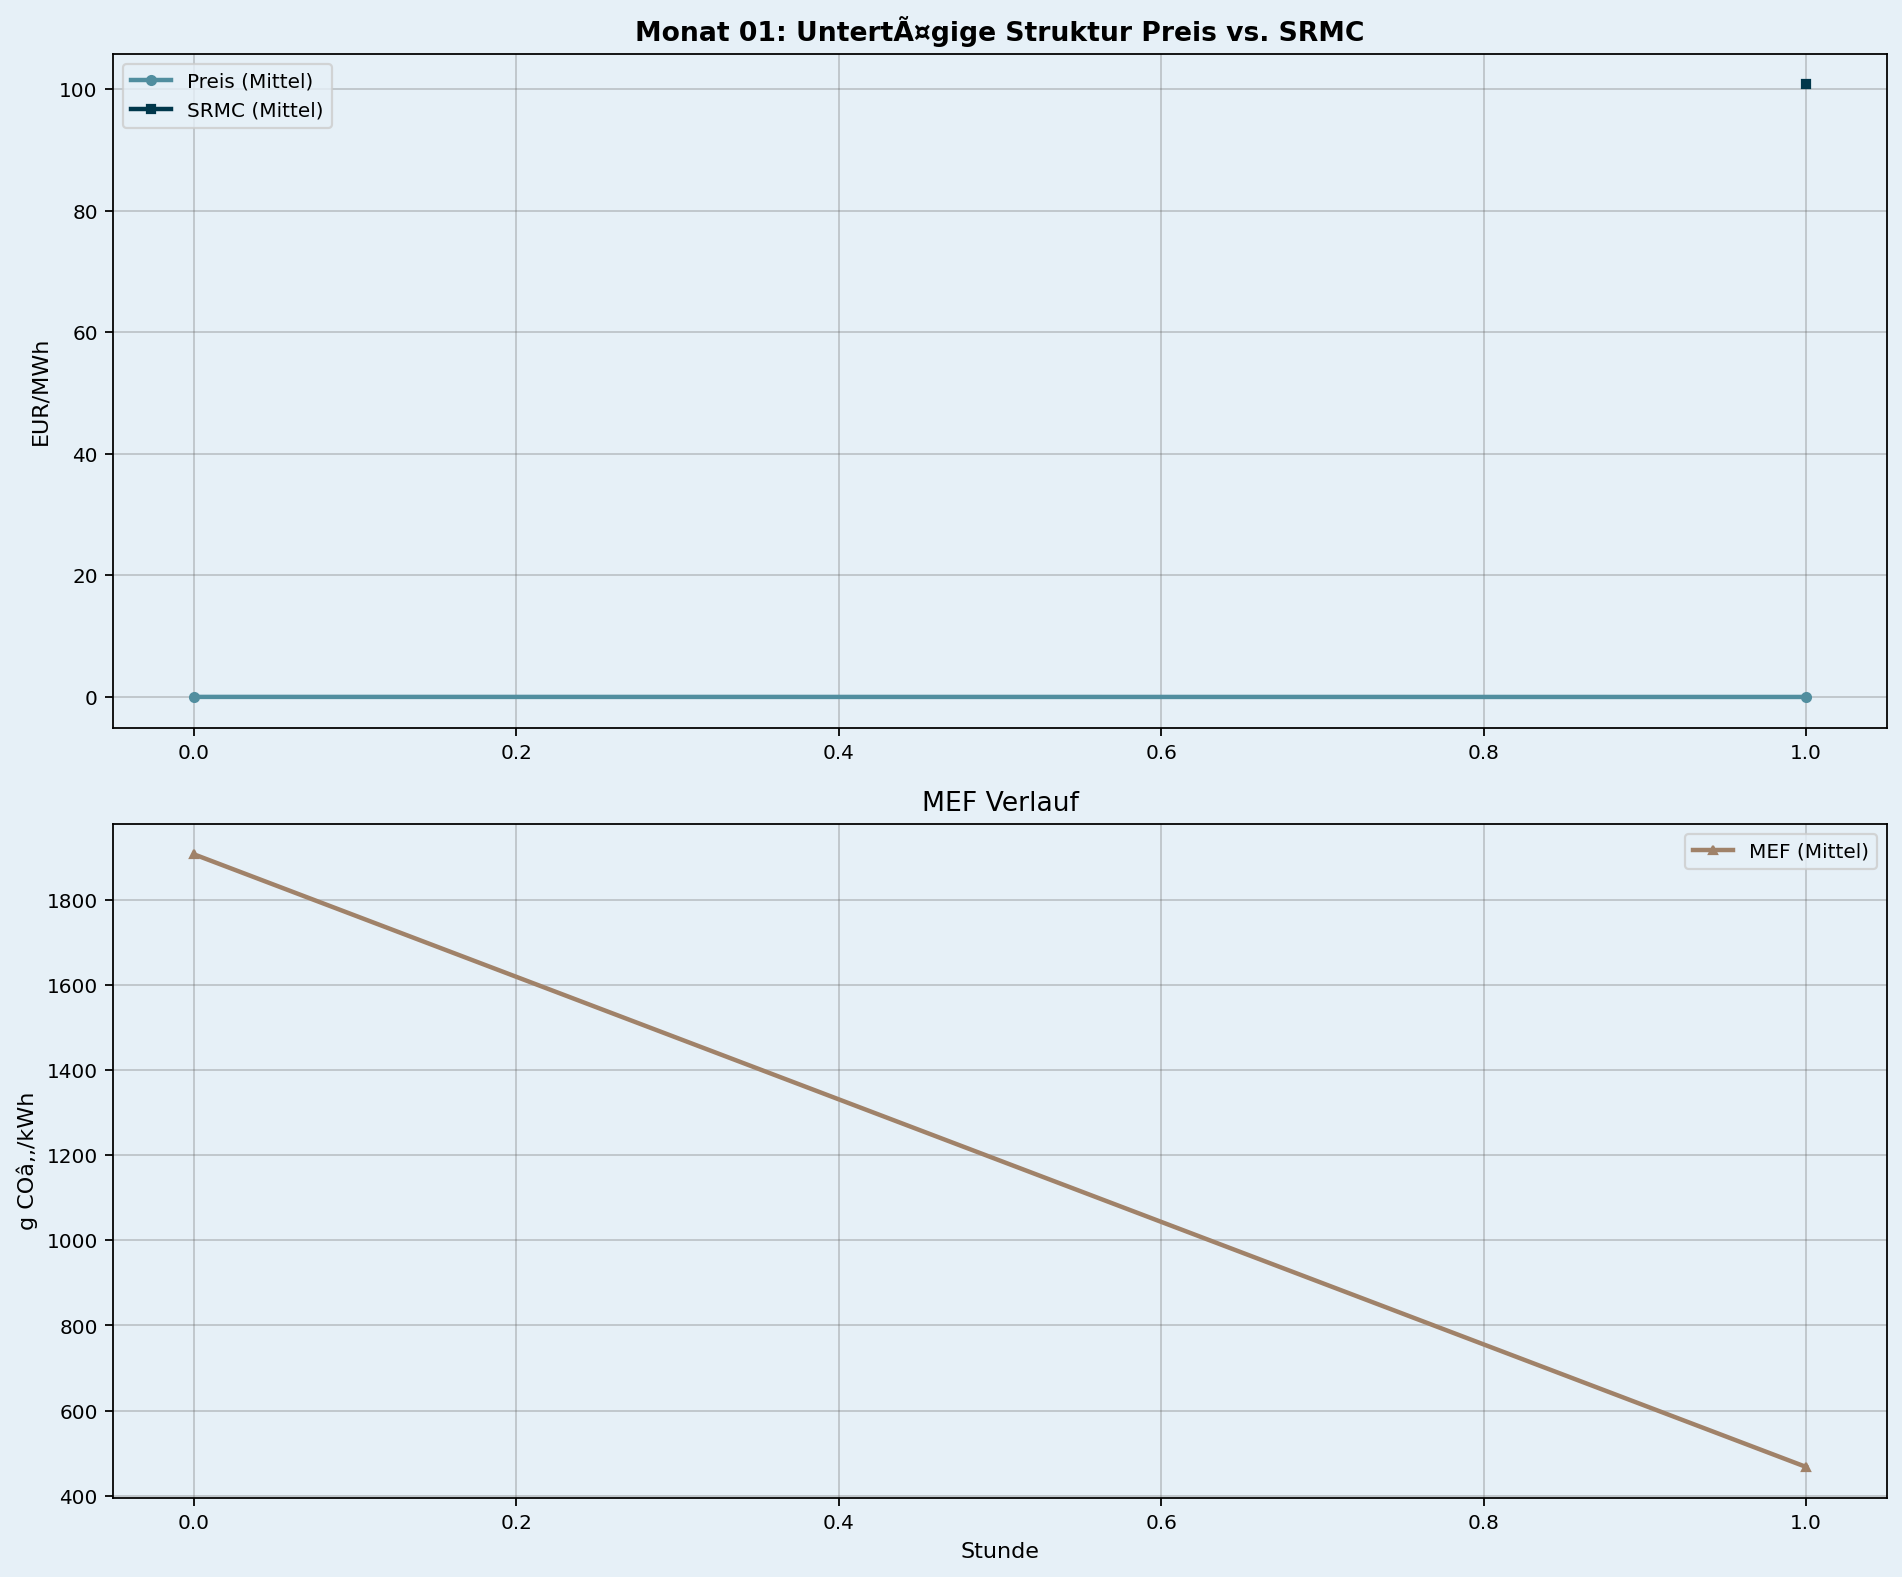 Monat 01: UntertÃ¤gige Struktur Preis vs. SRMC
Preis (Mittel)
SRMC (Mittel)
EUR/MWh
100
80
60
40
20
0
0.0 0.2 0.4 0.6 0.8 1.0
MEF Verlauf
MEF (Mittel)
g COâ‚‚/kWh
1800
1600
1400
1200
1000
800
600
400
0.0 0.2 0.4 0.6 0.8 1.0
Stunde